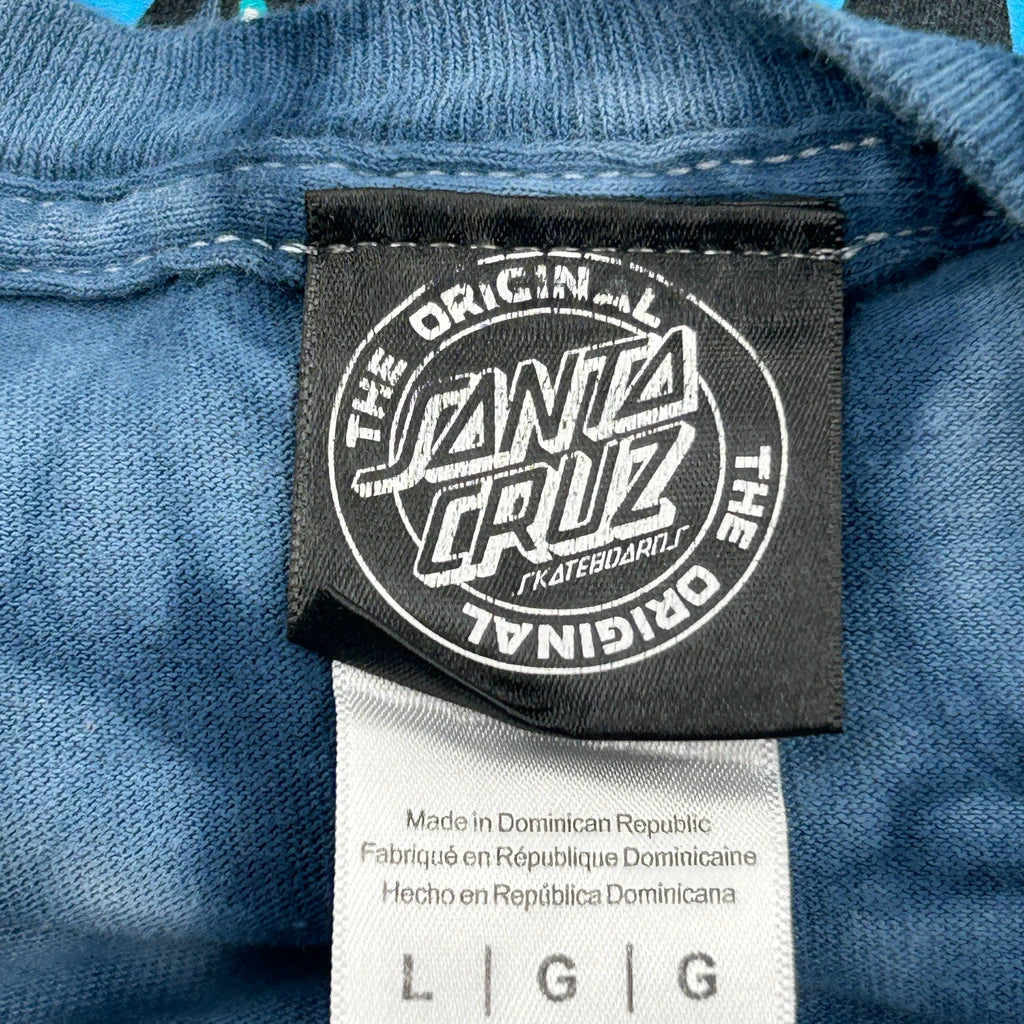 THE ORIGINAL
SANTA
CRUZ
SKATEBOARDS
THE ORIGINAL
Made in Dominican Republic
Fabriqué en République Dominicaine
Hecho en República Dominicana
L | G | G